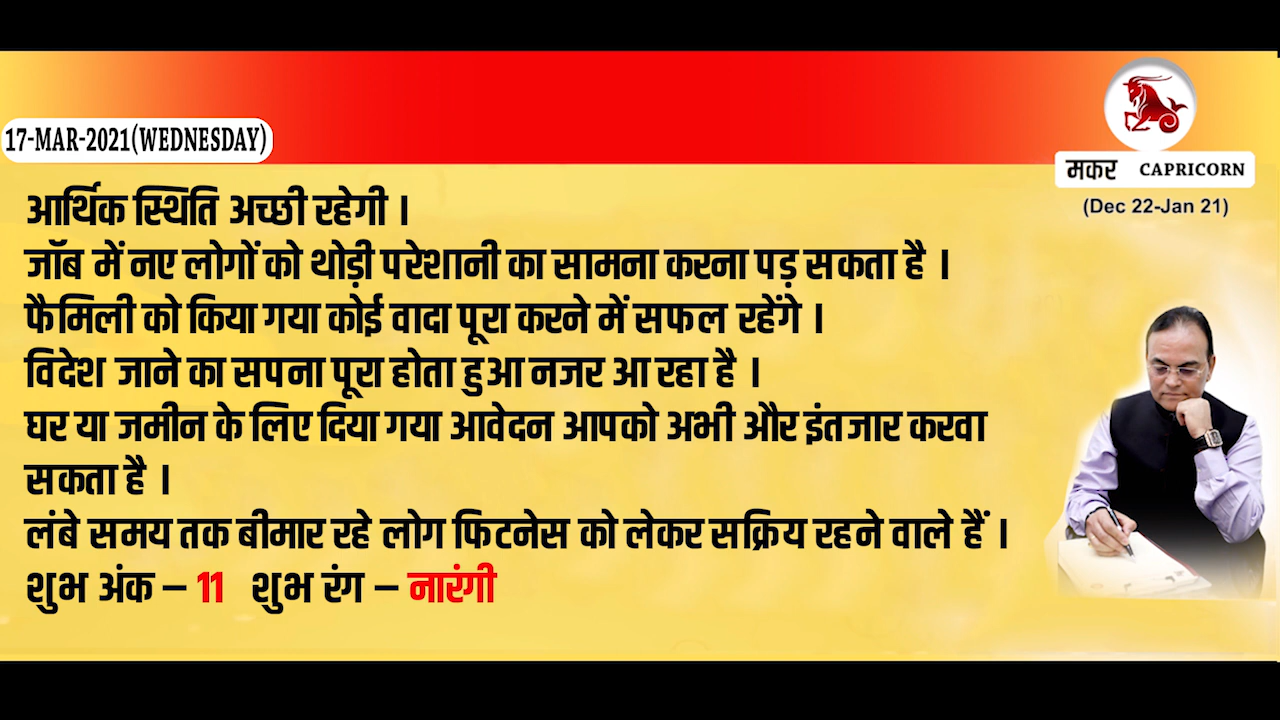 17-MAR-2021(WEDNESDAY)
मकर CAPRICORN
(Dec 22-Jan 21)
आर्थिक स्थिति अच्छी रहेगी ।
जॉब में नए लोगों को थोड़ी परेशानी का सामना करना पड़ सकता है ।
फैमिली को किया गया कोई वादा पूरा करने में सफल रहेंगे ।
विदेश जाने का सपना पूरा होता हुआ नजर आ रहा है ।
घर या जमीन के लिए दिया गया आवेदन आपको अभी और इंतजार करवा
सकता है ।
लंबे समय तक बीमार रहे लोग फिटनेस को लेकर सक्रिय रहने वाले हैं ।
शुभ अंक – 11 शुभ रंग – नारंगी